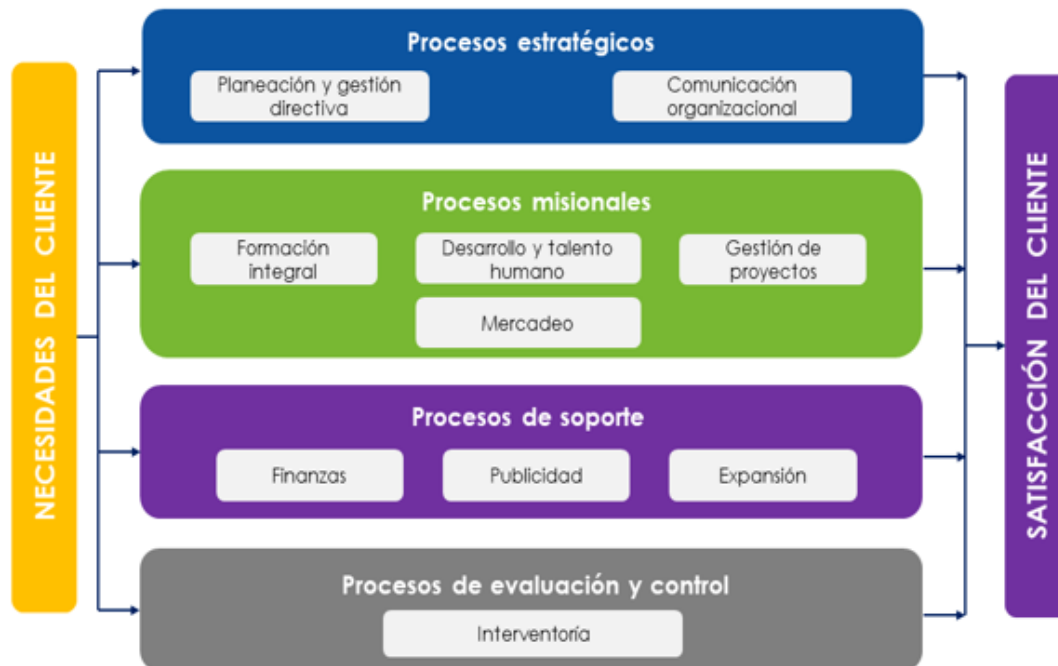 NECESIDADES DEL CLIENTE
Procesos estratégicos
Planeación y gestión
directiva
Comunicación
organizacional
Procesos misionales
Formación
integral
Desarrollo y talento
humano
Gestión de
proyectos
Mercadeo
Procesos de soporte
Finanzas
Publicidad
Expansión
Procesos de evaluación y control
Interventoría
SATISFACCIÓN DEL CLIENTE